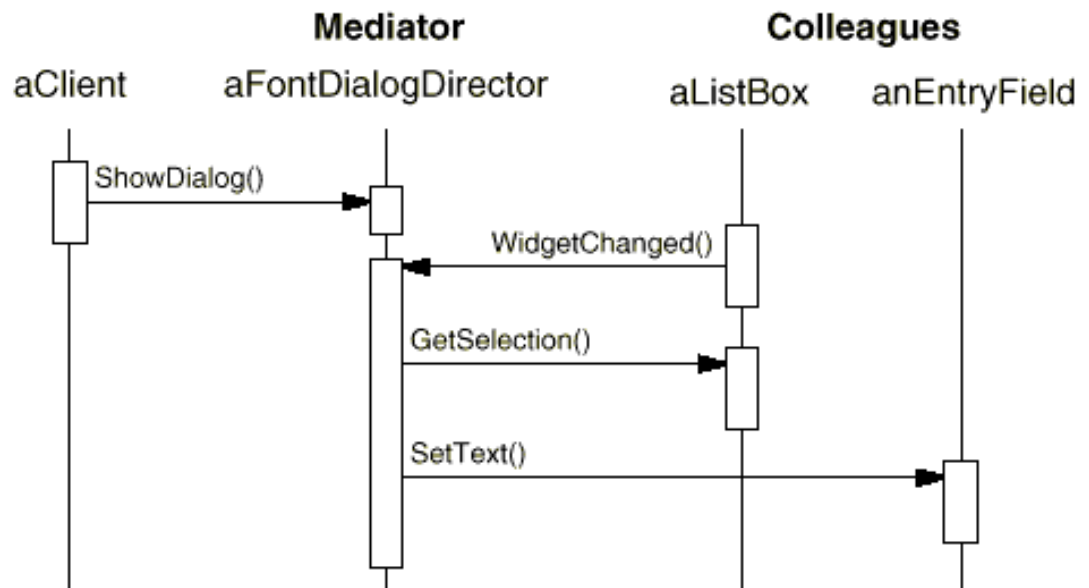 Mediator Colleagues
aClient aFontDialogDirector aListBox anEntryField
ShowDialog()
WidgetChanged()
GetSelection()
SetText()